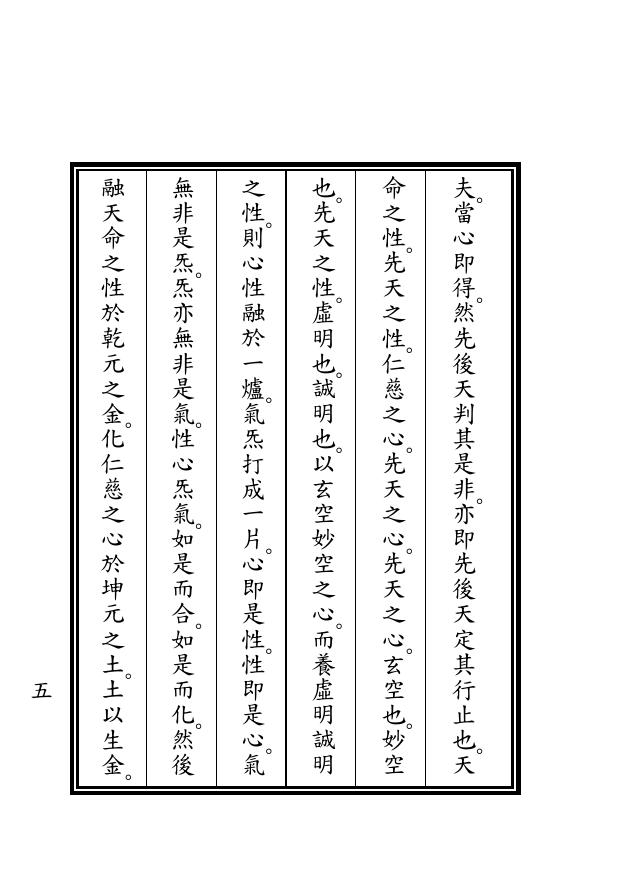 夫。當心即得。然先後天判其是非。亦即先後天定其行止也。天
命之性。先天之性。仁慈之心。先天之心。先天之心。玄空也。妙空
也。先天之性。虛明也。誠明也。以玄空妙空之心。而養虛明誠明
之性。則心性融於一爐。氣炁打成一片。心即是性。性即是心。氣
無非是炁。炁亦無非是氣。性心炁氣。如是而合。如是而化。然後
融天命之性於乾元之金。化仁慈之心於坤元之土。土以生金。
五